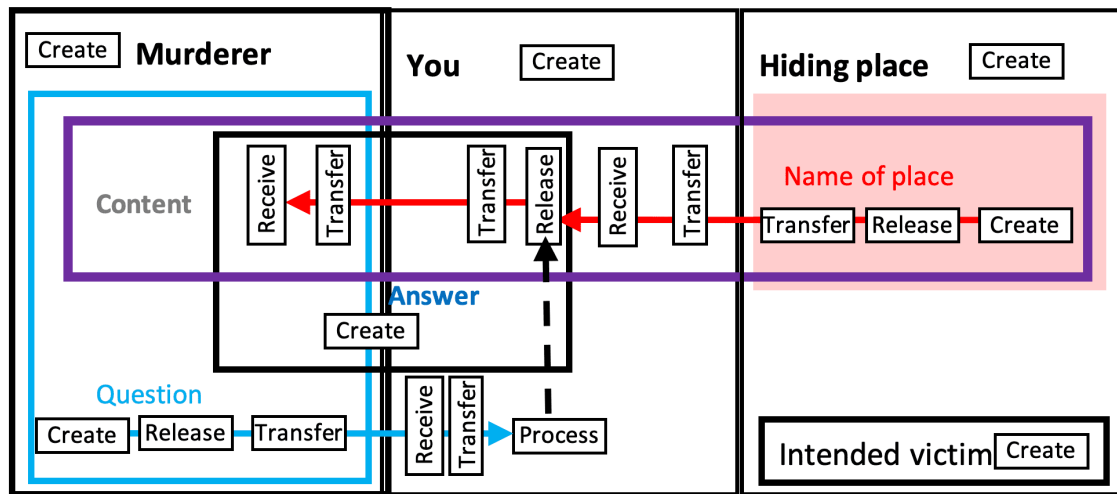 Create
Murderer
You
Create
Hiding place
Create
Content
Receive
Transfer
Transfer
Release
Receive
Transfer
Name of place
Transfer
Release
Create
Answer
Create
Question
Create
Release
Transfer
Receive
Transfer
Process
Intended victim
Create